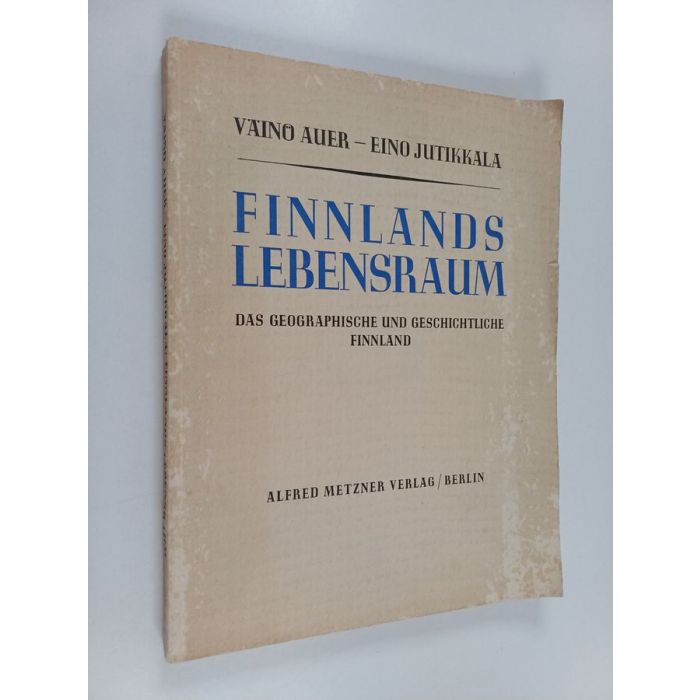 VÄINÖ AUER – EINO JUTIKKALA
FINNLANDS
LEBENSRAUM
DAS GEOGRAPHISCHE UND GESCHICHTLICHE
FINNLAND
ALFRED METZNER VERLAG / BERLIN